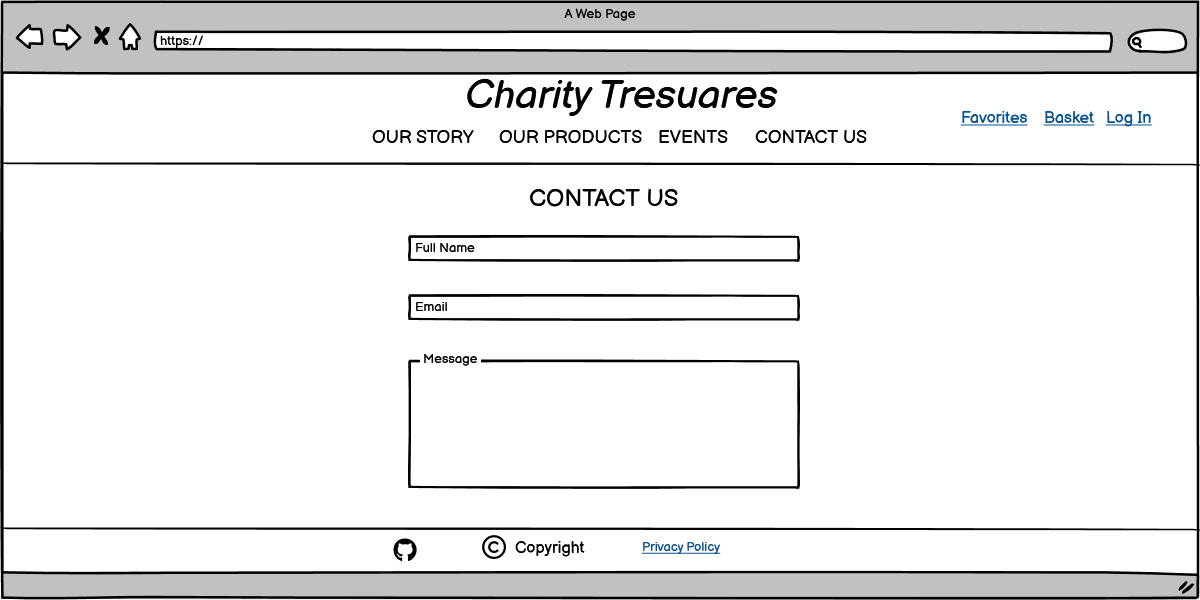 A Web Page
https://
Charity Tresuares
OUR STORY OUR PRODUCTS EVENTS CONTACT US
Favorites Basket Log In
CONTACT US
Full Name
Email
Message
© Copyright Privacy Policy